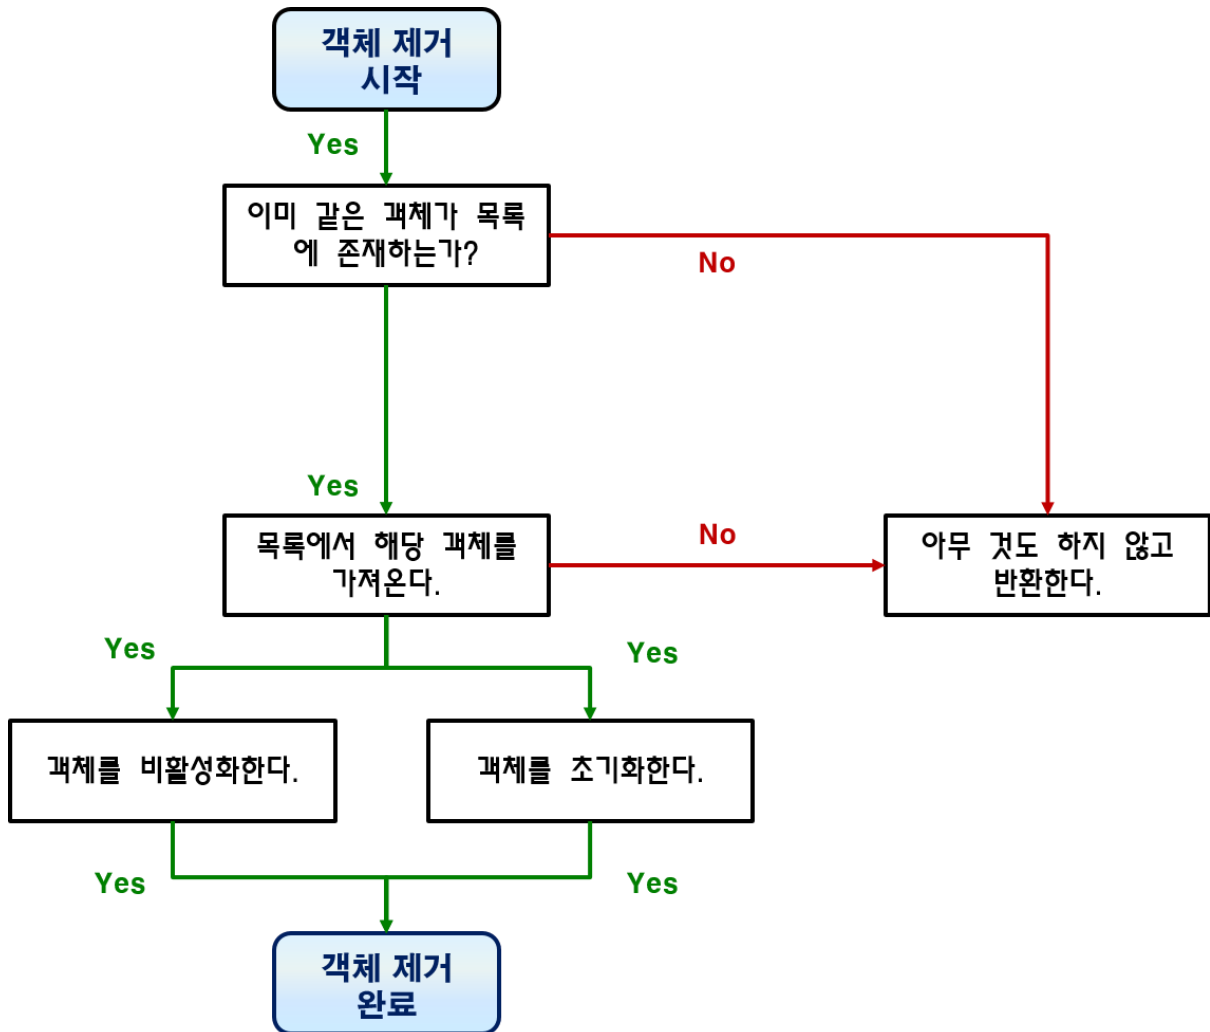 객체 제거
시작
Yes
이미 같은 객체가 목록
에 존재하는가?
No
Yes
목록에서 해당 객체를
가져온다.
No
아무 것도 하지 않고
반환한다.
Yes
Yes
객체를 비활성화한다.
객체를 초기화한다.
Yes
Yes
객체 제거
완료